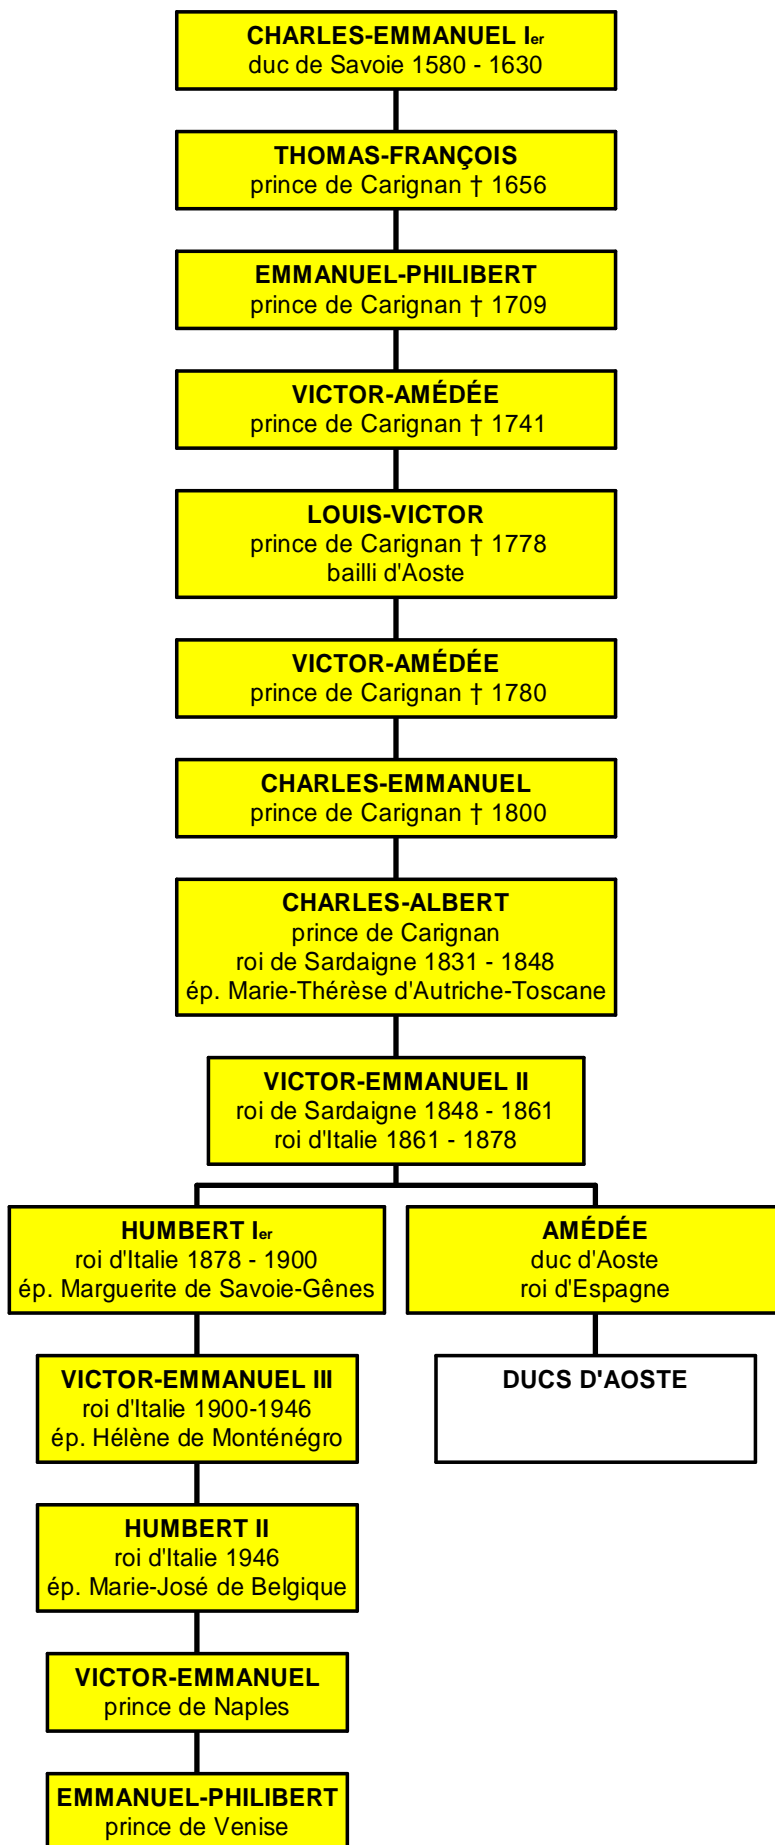 CHARLES-EMMANUEL Ier
duc de Savoie 1580 - 1630
THOMAS-FRANÇOIS
prince de Carignan † 1656
EMMANUEL-PHILIBERT
prince de Carignan † 1709
VICTOR-AMÉDÉE
prince de Carignan † 1741
LOUIS-VICTOR
prince de Carignan † 1778
bailli d'Aoste
VICTOR-AMÉDÉE
prince de Carignan † 1780
CHARLES-EMMANUEL
prince de Carignan † 1800
CHARLES-ALBERT
prince de Carignan
roi de Sardaigne 1831 - 1848
ép. Marie-Thérèse d'Autriche-Toscane
VICTOR-EMMANUEL II
roi de Sardaigne 1848 - 1861
roi d'Italie 1861 - 1878
HUMBERT Ier
roi d'Italie 1878 - 1900
ép. Marguerite de Savoie-Gênes
AMÉDÉE
duc d'Aoste
roi d'Espagne
VICTOR-EMMANUEL III
roi d'Italie 1900-1946
ép. Hélène de Monténégro
DUCS D'AOSTE
HUMBERT II
roi d'Italie 1946
ép. Marie-José de Belgique
VICTOR-EMMANUEL
prince de Naples
EMMANUEL-PHILIBERT
prince de Venise